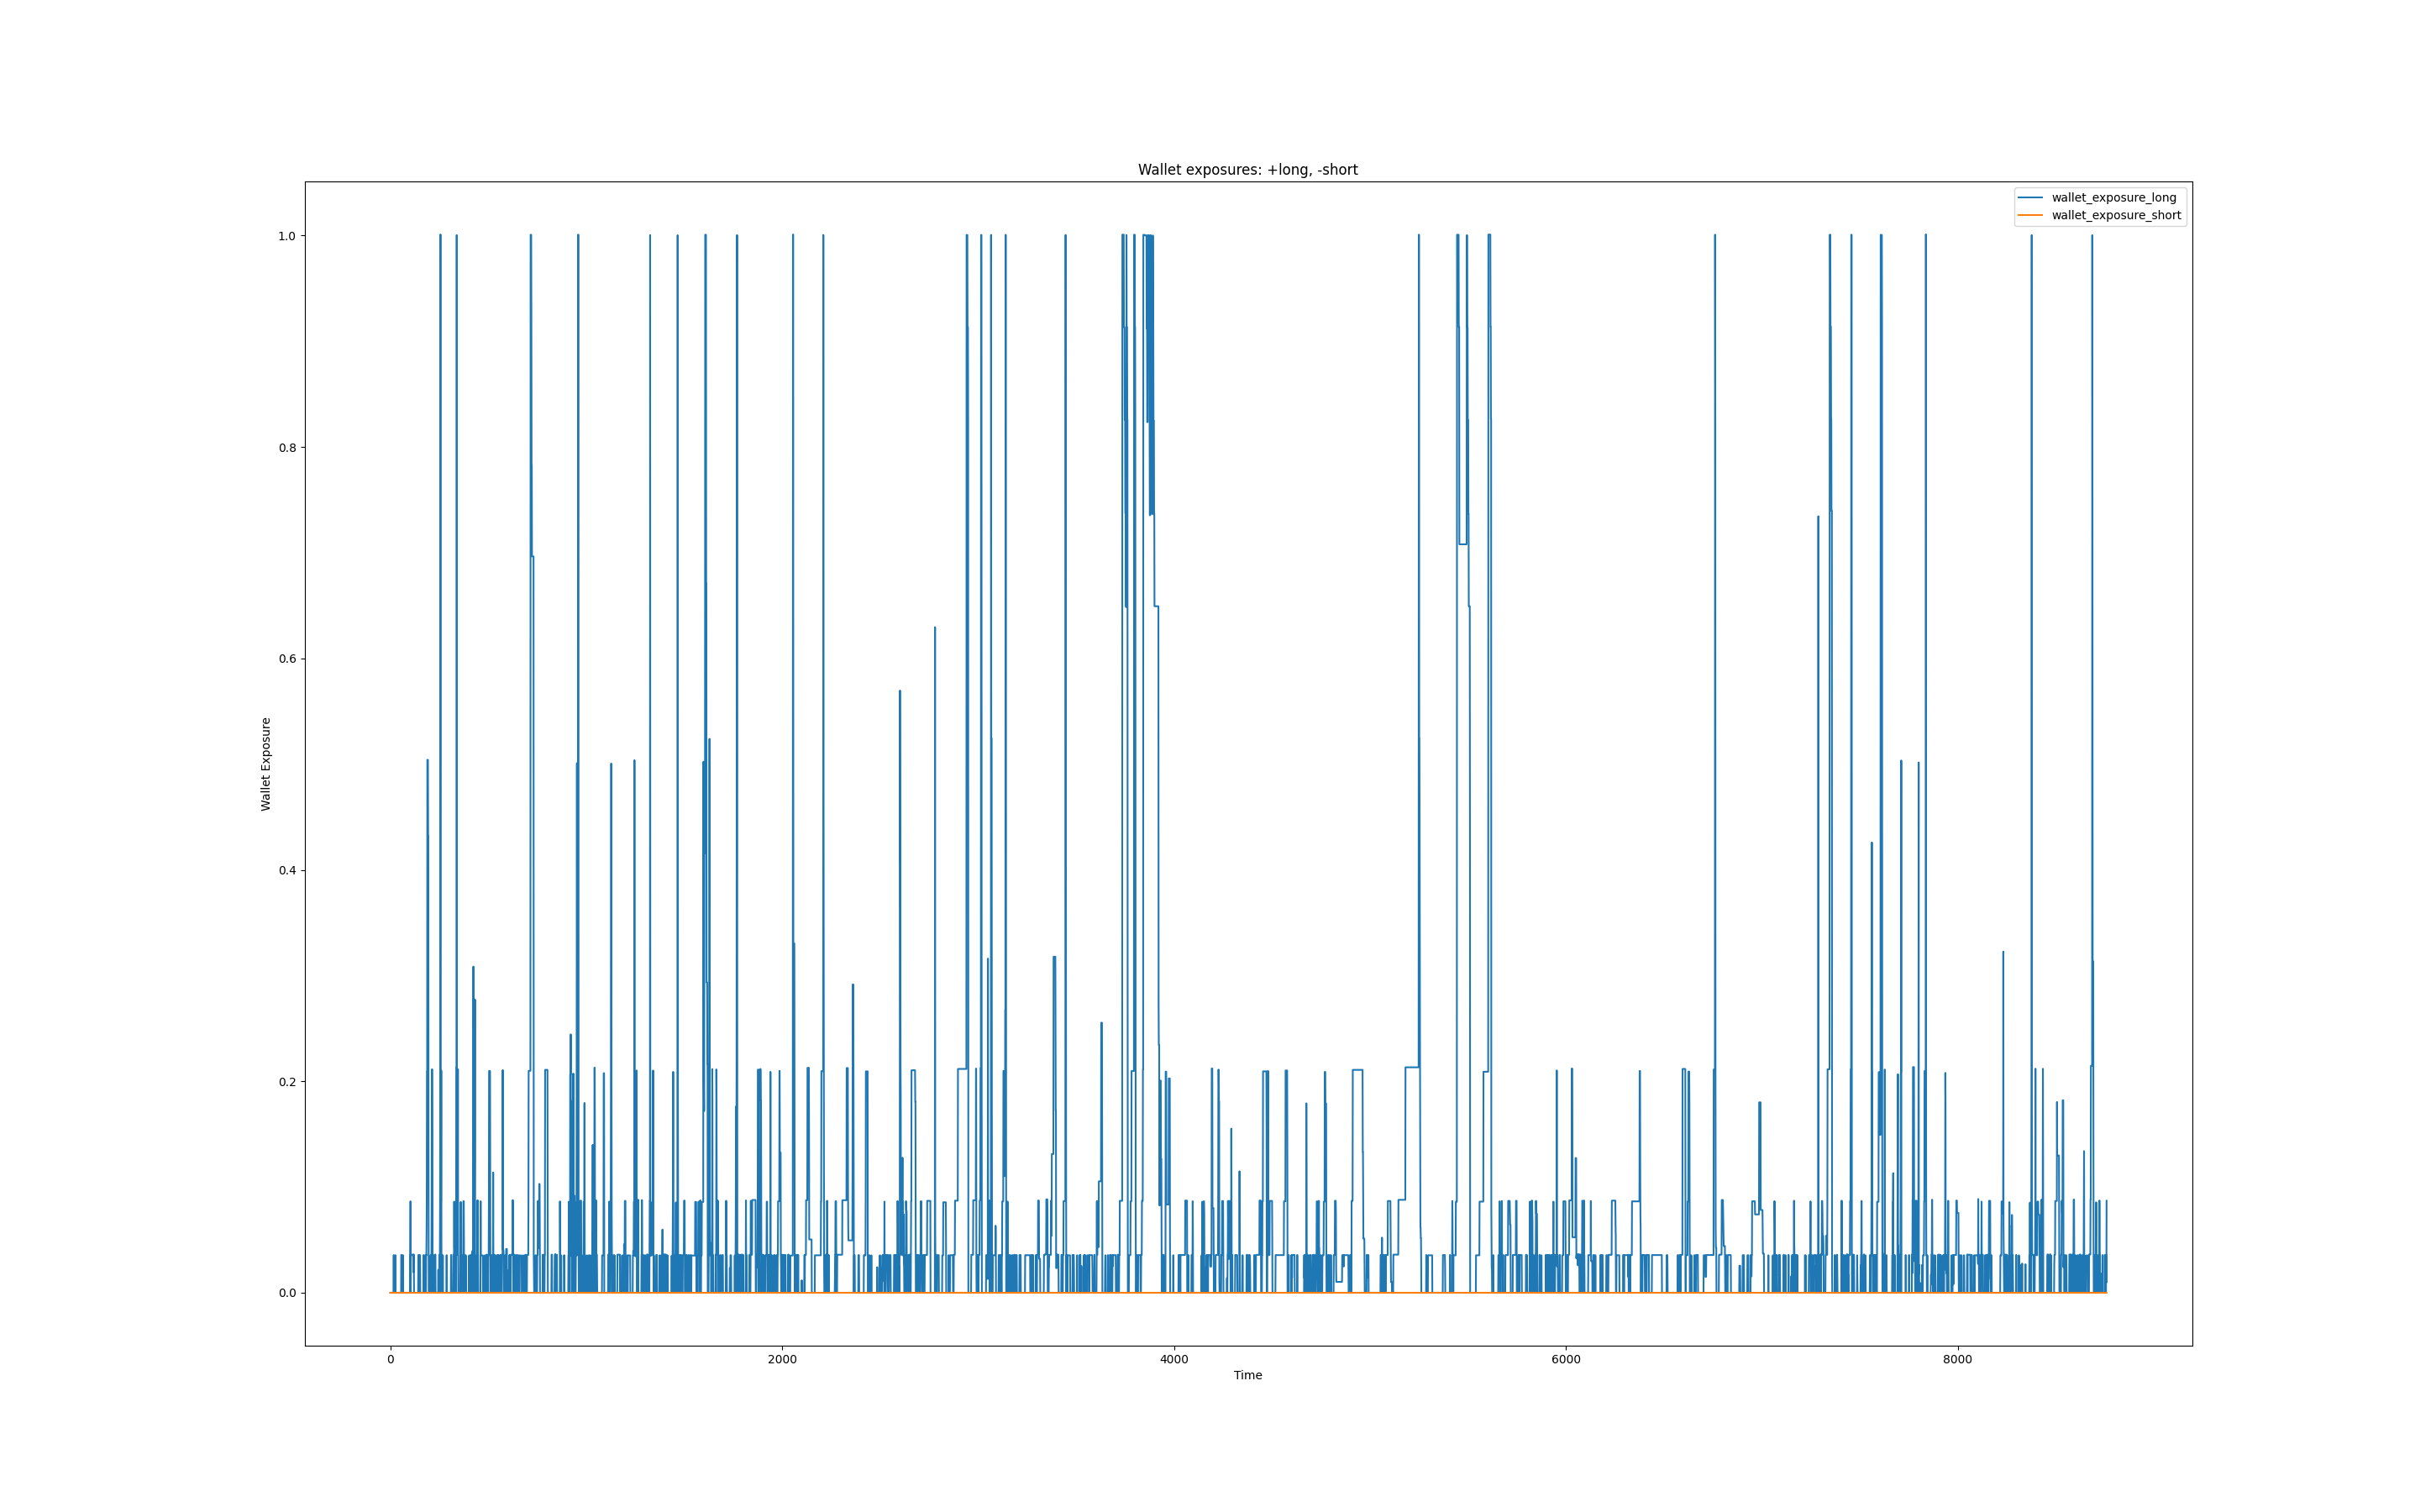 Wallet exposures: +long, -short
wallet_exposure_long
wallet_exposure_short
1.0
0.8
0.6
0.4
0.2
0.0
Wallet Exposure
0
2000
4000
6000
8000
Time